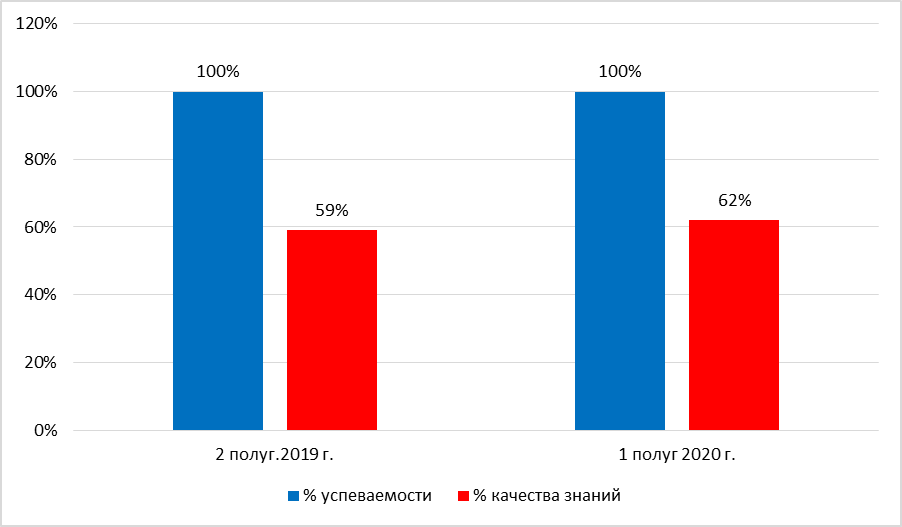 120%
100%
80%
60%
40%
20%
0%
100%
59%
100%
62%
2 полуг.2019 г.
1 полуг 2020 г.
% успеваемости
% качества знаний